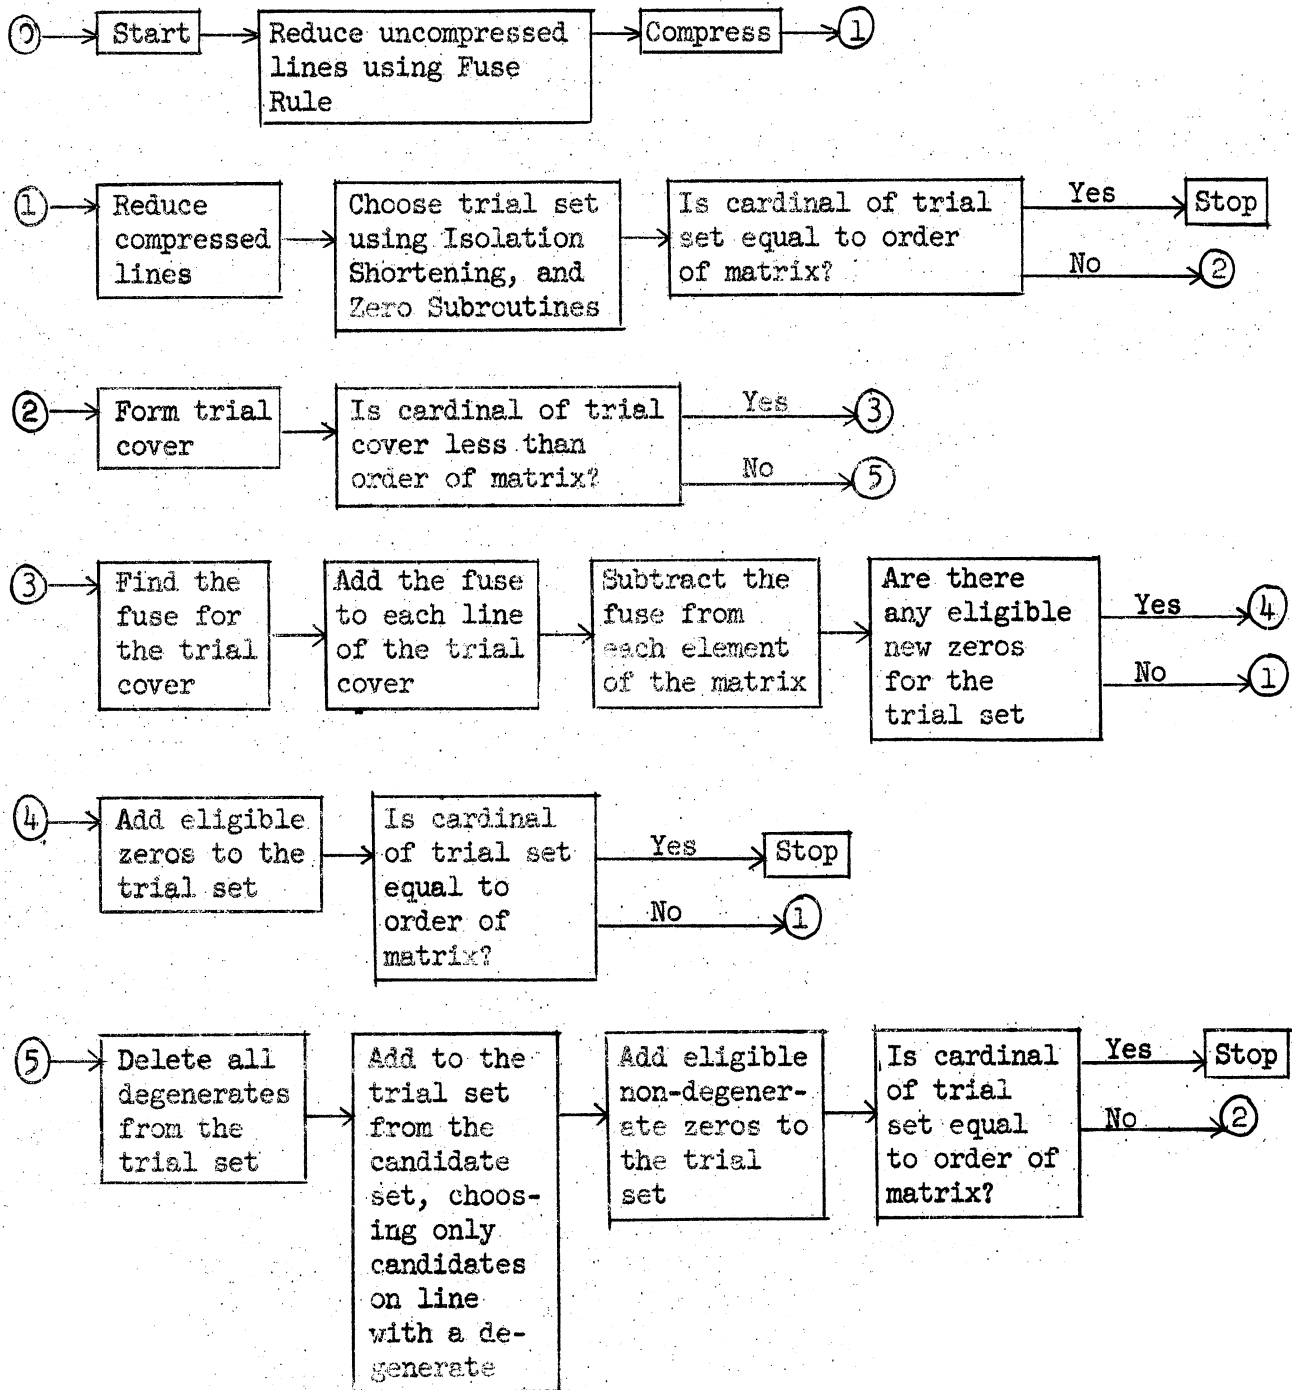 0 Start Reduce uncompressed Compress 1
lines using Fuse
Rule
1 Reduce Choose trial set Is cardinal of trial Yes Stop
compressed using Isolation set equal to order
lines Shortening, and of matrix? No 2
Zero Subroutines
2 Form trial Is cardinal of trial Yes 3
cover cover less than
order of matrix? No 5
3 Find the Add the fuse Subtract the Are there
fuse for to each line fuse from any eligible Yes 4
the trial of the trial each element new zeros
cover cover of the matrix for the No 1
trial set
4 Add eligible Is cardinal
zeros to the of trial set Yes Stop
trial set equal to
order of No 1
matrix?
5 Delete all Add to the Add eligible Is cardinal Yes Stop
degenerates trial set non-degener- of trial
from the from the ate zeros to set equal No 2
trial set candidate the trial to order of
set, choos- set matrix?
ing only
candidates
on line
with a de-
generate